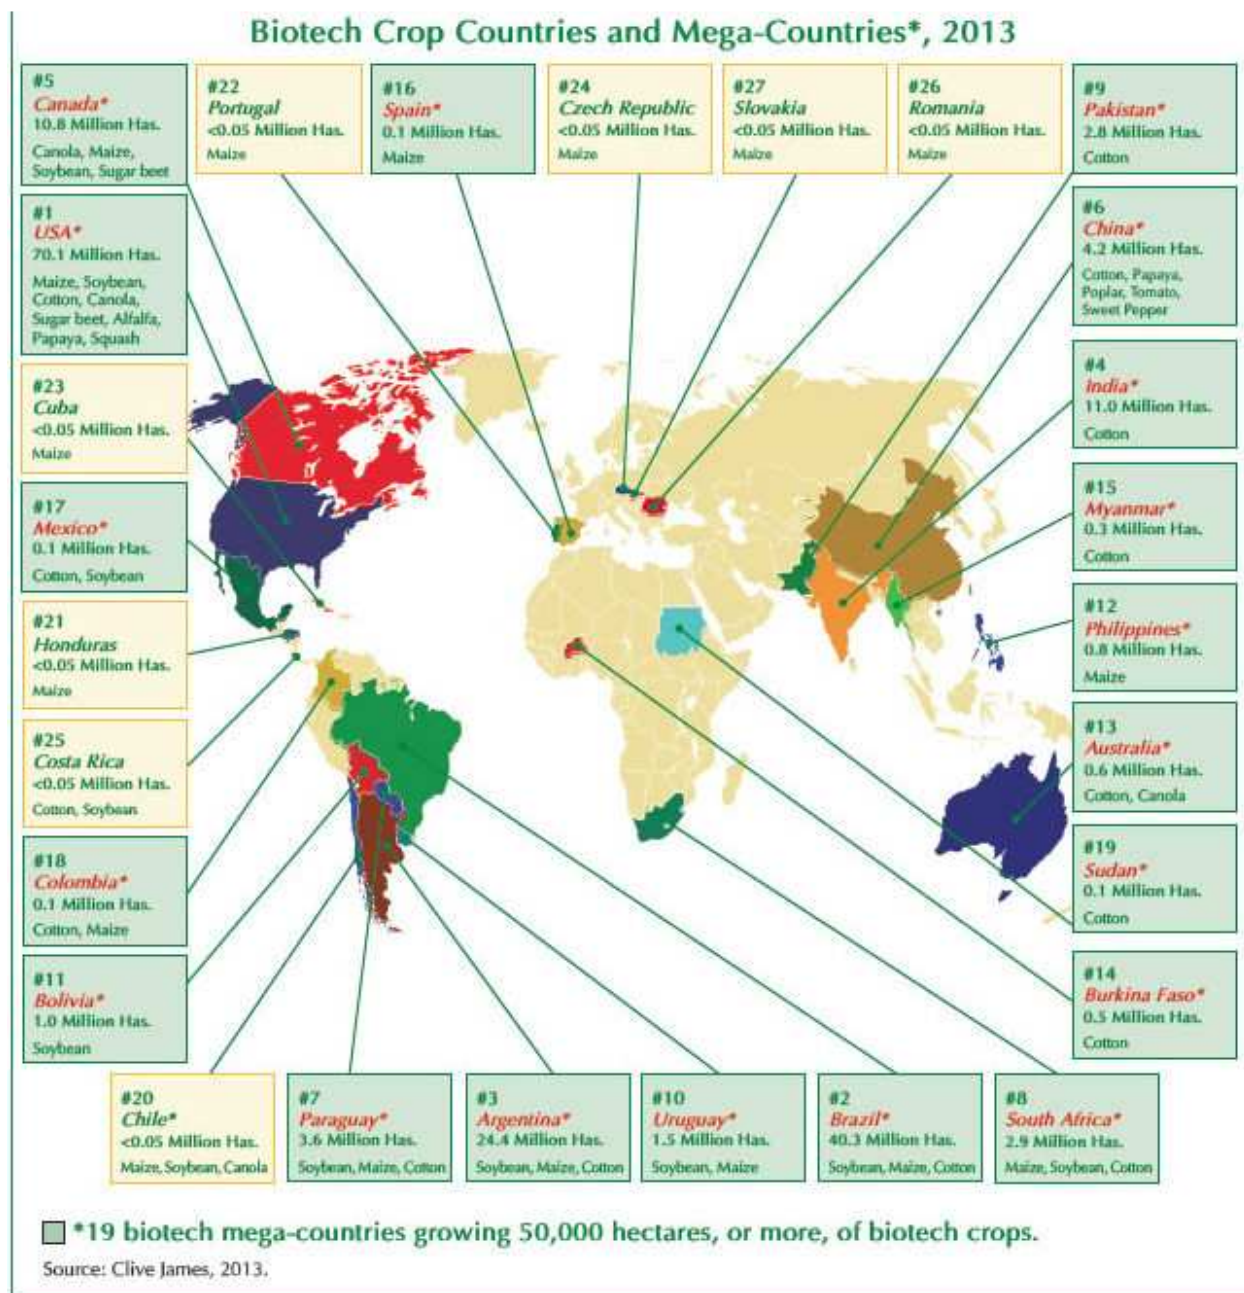 Biotech Crop Countries and Mega-Countries*, 2013
#5
Canada*
10.8 Million Has.
Canola, Maize,
Soybean, Sugar beet
#22
Portugal
<0.05 Million Has.
Maize
#16
Spain*
0.1 Million Has.
Maize
#24
Czech Republic
<0.05 Million Has.
Maize
#27
Slovakia
<0.05 Million Has.
Maize
#26
Romania
<0.05 Million Has.
Maize
#9
Pakistan*
2.8 Million Has.
Cotton
#1
USA*
70.1 Million Has.
Maize, Soybean,
Cotton, Canola,
Sugar beet, Alfalfa,
Papaya, Squash
#6
China*
4.2 Million Has.
Cotton, Papaya,
Poplar, Tomato,
Sweet Pepper
#23
Cuba
<0.05 Million Has.
Maize
#4
India*
11.0 Million Has.
Cotton
#17
Mexico*
0.1 Million Has.
Cotton, Soybean
#15
Myanmar*
0.3 Million Has.
Cotton
#21
Honduras
<0.05 Million Has.
Maize
#12
Philippines*
0.8 Million Has.
Maize
#25
Costa Rica
<0.05 Million Has.
Cotton, Soybean
#13
Australia*
0.6 Million Has.
Cotton, Canola
#18
Colombia*
0.1 Million Has.
Cotton, Maize
#19
Sudan*
0.1 Million Has.
Cotton
#11
Bolivia*
1.0 Million Has.
Soybean
#14
Burkina Faso*
0.5 Million Has.
Cotton
#20
Chile*
<0.05 Million Has.
Maize, Soybean, Canola
#7
Paraguay*
3.6 Million Has.
Soybean, Maize, Cotton
#3
Argentina*
24.4 Million Has.
Soybean, Maize, Cotton
#10
Uruguay*
1.5 Million Has.
Soybean, Maize
#2
Brazil*
40.3 Million Has.
Soybean, Maize, Cotton
#8
South Africa*
2.9 Million Has.
Maize, Soybean, Cotton
*19 biotech mega-countries growing 50,000 hectares, or more, of biotech crops.
Source: Clive James, 2013.